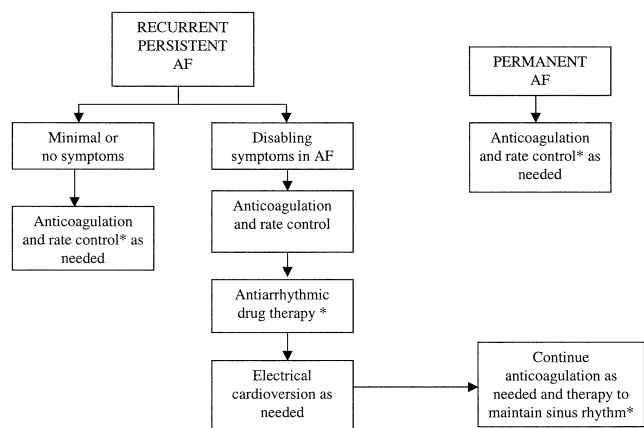 RECURRENT
PERSISTENT
AF
PERMANENT
AF
Minimal or
no symptoms
Disabling
symptoms in AF
Anticoagulation
and rate control* as
needed
Anticoagulation
and rate control* as
needed
Anticoagulation
and rate control
Antiarrhythmic
drug therapy *
Electrical
cardioversion as
needed
Continue
anticoagulation as
needed and therapy to
maintain sinus rhythm*